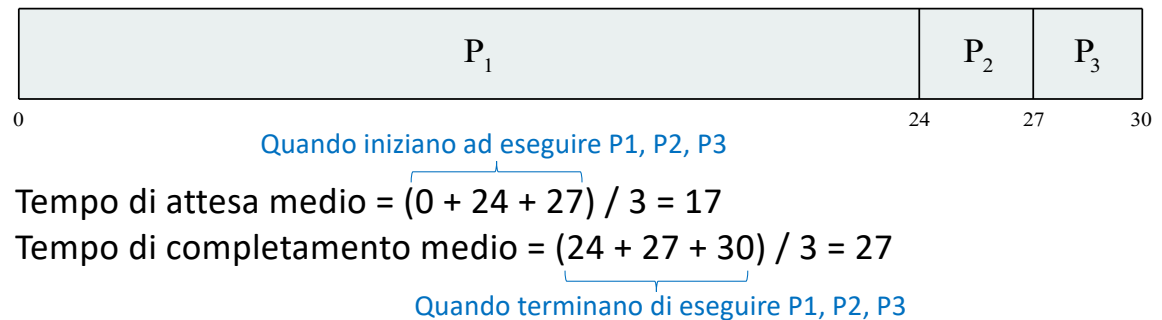 P₁ P₂ P₃
0 24 27 30
Quando iniziano ad eseguire P1, P2, P3
Tempo di attesa medio = (0 + 24 + 27) / 3 = 17
Tempo di completamento medio = (24 + 27 + 30) / 3 = 27
Quando terminano di eseguire P1, P2, P3